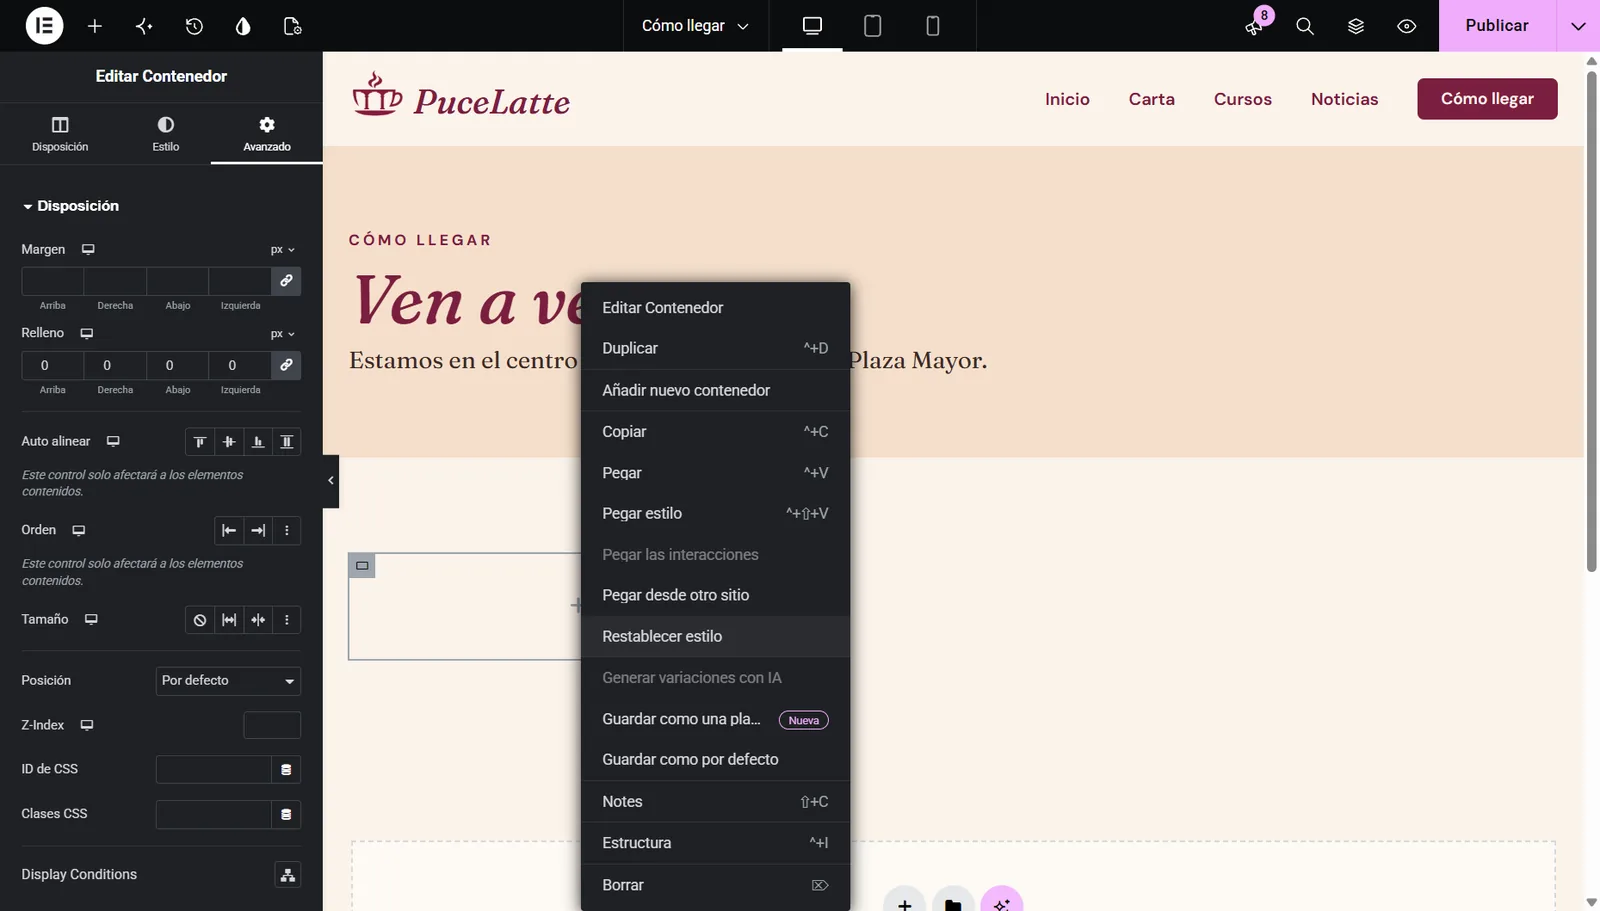 Cómo llegar
8
Publicar
Editar Contenedor
Disposición
Estilo
Avanzado
Disposición
Margen
px
Arriba
Derecha
Abajo
Izquierda
Relleno
px
0
0
0
0
Arriba
Derecha
Abajo
Izquierda
Auto alinear
Este control solo afectará a los elementos
contenidos.
Orden
Este control solo afectará a los elementos
contenidos.
Tamaño
Posición
Por defecto
Z-Index
ID de CSS
Clases CSS
Display Conditions
PuceLatte
Inicio
Carta
Cursos
Noticias
Cómo llegar
CÓMO LLEGAR
Ven a ve
Estamos en el centro
Plaza Mayor.
Editar Contenedor
Duplicar ^+D
Añadir nuevo contenedor
Copiar ^+C
Pegar ^+V
Pegar estilo ^+⇧+V
Pegar las interacciones
Pegar desde otro sitio
Restablecer estilo
Generar variaciones con IA
Guardar como una pla... Nueva
Guardar como por defecto
Notes ⇧+C
Estructura ^+I
Borrar ⌦